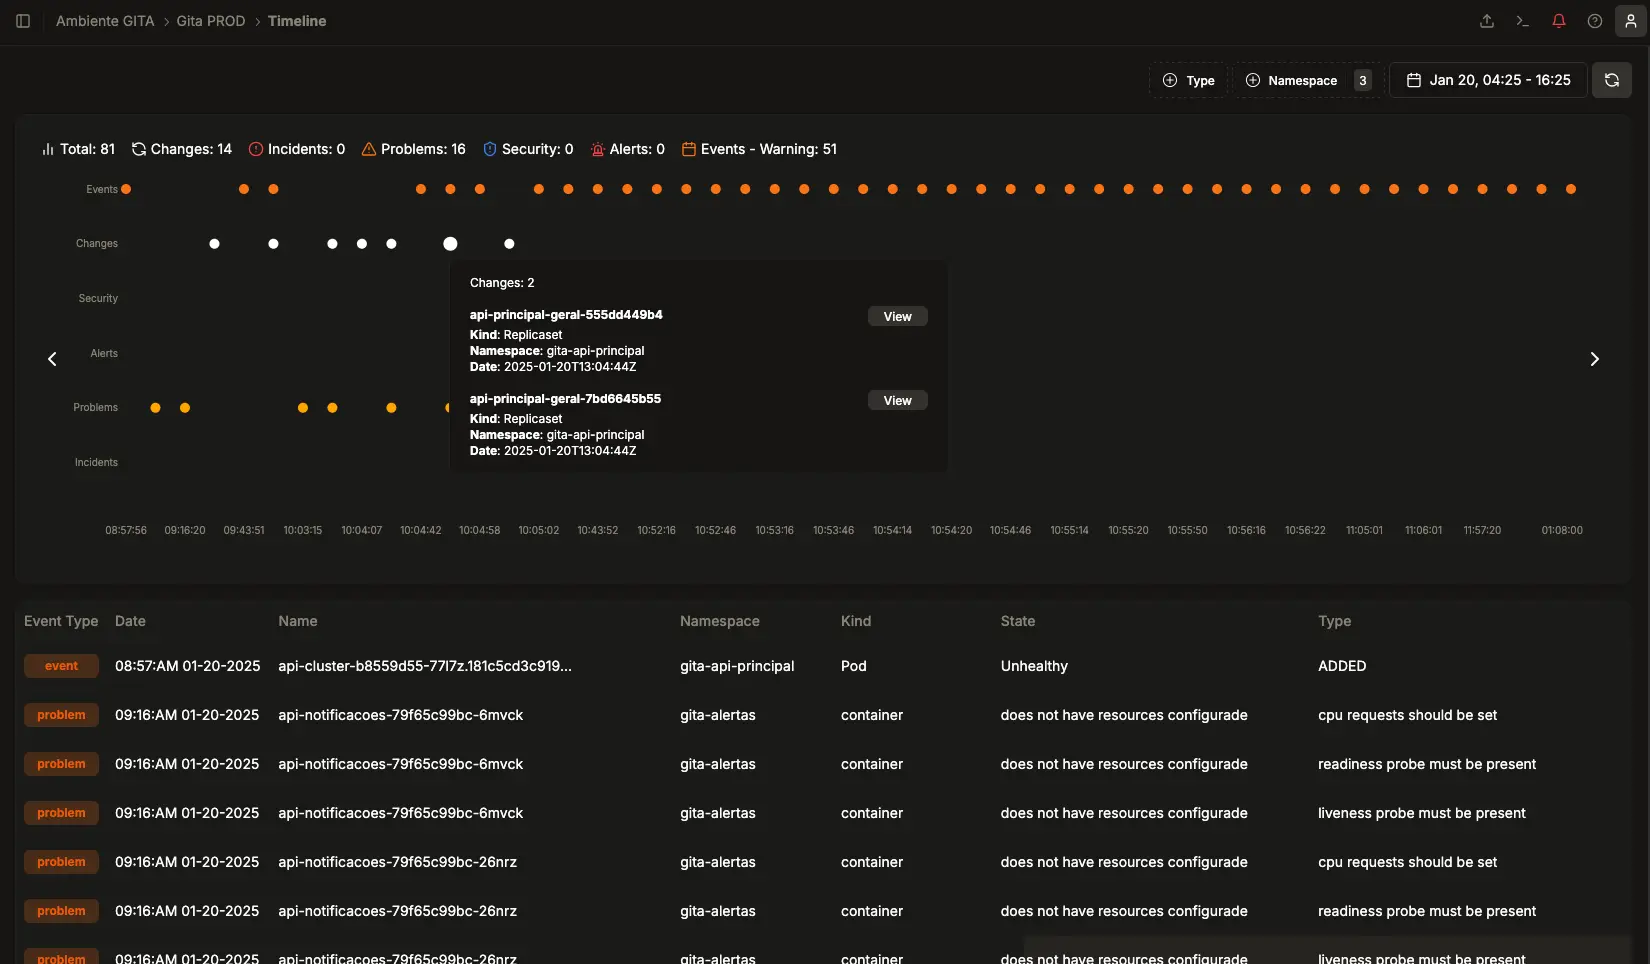 Ambiente GITA > Gita PROD > Timeline
Type
Namespace 3
Jan 20, 04:25 - 16:25
Total: 81 Changes: 14 Incidents: 0 Problems: 16 Security: 0 Alerts: 0 Events - Warning: 51
Events
Changes
Security
Alerts
Problems
Incidents
Changes: 2
api-principal-geral-555dd449b4 View
Kind: Replicaset
Namespace: gita-api-principal
Date: 2025-01-20T13:04:44Z
api-principal-geral-7bd6645b55 View
Kind: Replicaset
Namespace: gita-api-principal
Date: 2025-01-20T13:04:44Z
08:57:56 09:16:20 09:43:51 10:03:15 10:04:07 10:04:42 10:04:58 10:05:02 10:43:52 10:52:16 10:52:46 10:53:16 10:53:46 10:54:14 10:54:20 10:54:46 10:55:14 10:55:20 10:55:50 10:56:16 10:56:22 11:05:01 11:06:01 11:57:20 01:08:00
Event Type Date Name Namespace Kind State Type
event 08:57:AM 01-20-2025 api-cluster-b8559d55-77l7z.181c5cd3c919... gita-api-principal Pod Unhealthy ADDED
problem 09:16:AM 01-20-2025 api-notificacoes-79f65c99bc-6mvck gita-alertas container does not have resources configurade cpu requests should be set
problem 09:16:AM 01-20-2025 api-notificacoes-79f65c99bc-6mvck gita-alertas container does not have resources configurade readiness probe must be present
problem 09:16:AM 01-20-2025 api-notificacoes-79f65c99bc-6mvck gita-alertas container does not have resources configurade liveness probe must be present
problem 09:16:AM 01-20-2025 api-notificacoes-79f65c99bc-26nrz gita-alertas container does not have resources configurade cpu requests should be set
problem 09:16:AM 01-20-2025 api-notificacoes-79f65c99bc-26nrz gita-alertas container does not have resources configurade readiness probe must be present
problem 09:16:AM 01-20-2025 api-notificacoes-79f65c99bc-26nrz gita-alertas container does not have resources configurade liveness probe must be present